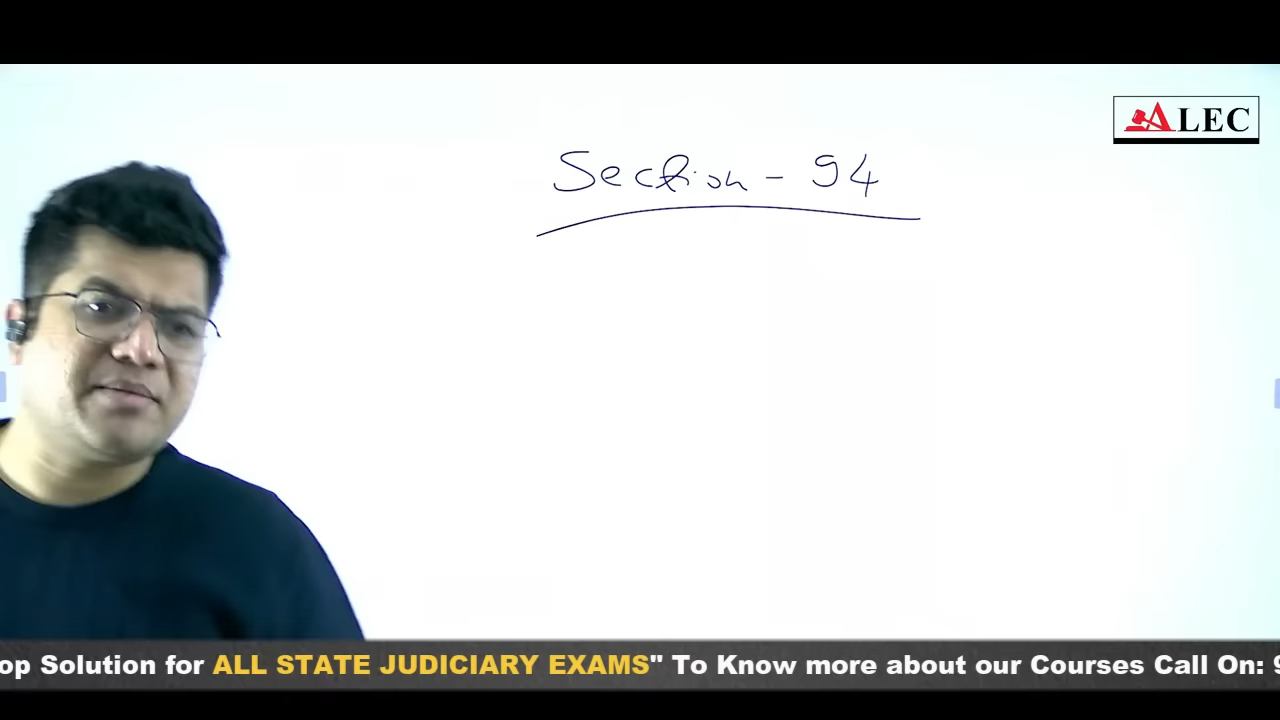 ALEC
Section - 94
op Solution for ALL STATE JUDICIARY EXAMS" To Know more about our Courses Call On: 9